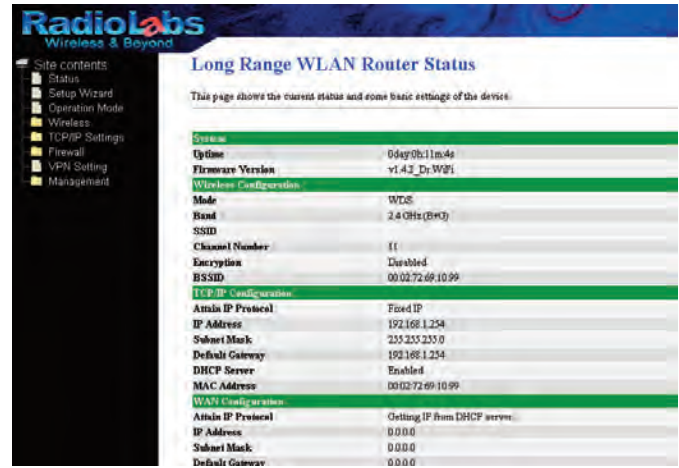 RadioLabs
Wireless & Beyond
Site contents
Status
Setup Wizard
Operation Mode
Wireless
TCP/IP Settings
Firewall
VPN Setting
Management
Long Range WLAN Router Status
This page shows the current status and some basic settings of the device.
System
Uptime 0day:0h:11m:4s
Firmware Version v1.4.2_Dr.WiFi
Wireless Configuration
Mode WDS
Band 2.4 GHz (B+G)
SSID
Channel Number 11
Encryption Disabled
BSSID 00:02:72:69:10:99
TCP/IP Configuration
Attain IP Protocol Fixed IP
IP Address 192.168.1.254
Subnet Mask 255.255.255.0
Default Gateway 192.168.1.254
DHCP Server Enabled
MAC Address 00:02:72:69:10:99
WAN Configuration
Attain IP Protocol Getting IP from DHCP server...
IP Address 0.0.0.0
Subnet Mask 0.0.0.0
Default Gateway 0.0.0.0